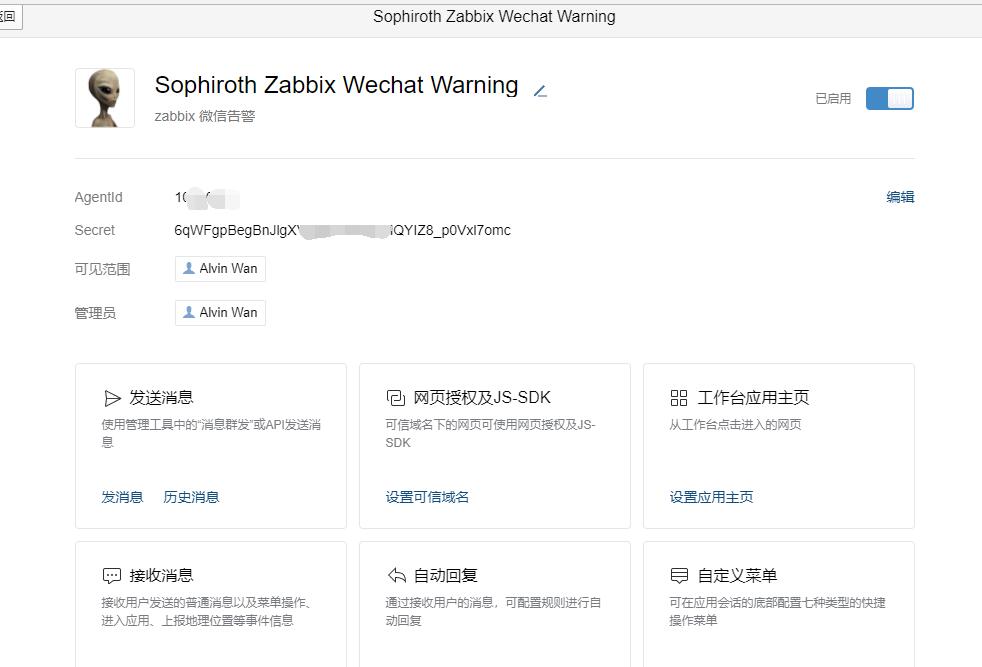 返回
Sophiroth Zabbix Wechat Warning
Sophiroth Zabbix Wechat Warning
zabbix 微信告警
已启用
AgentId
编辑
Secret
可见范围 Alvin Wan
管理员 Alvin Wan
发送消息
使用管理工具中的“消息群发”或API发送消
息
发消息 历史消息
网页授权及JS-SDK
可信域名下的网页可使用网页授权及JS-
SDK
设置可信域名
工作台应用主页
从工作台点击进入的网页
设置应用主页
接收消息
接收用户发送的普通消息以及菜单操作、
进入应用、上报地理位置等事件信息
自动回复
通过接收用户的消息，可配置规则进行自
动回复
自定义菜单
可在应用会话的底部配置七种类型的快捷
操作菜单